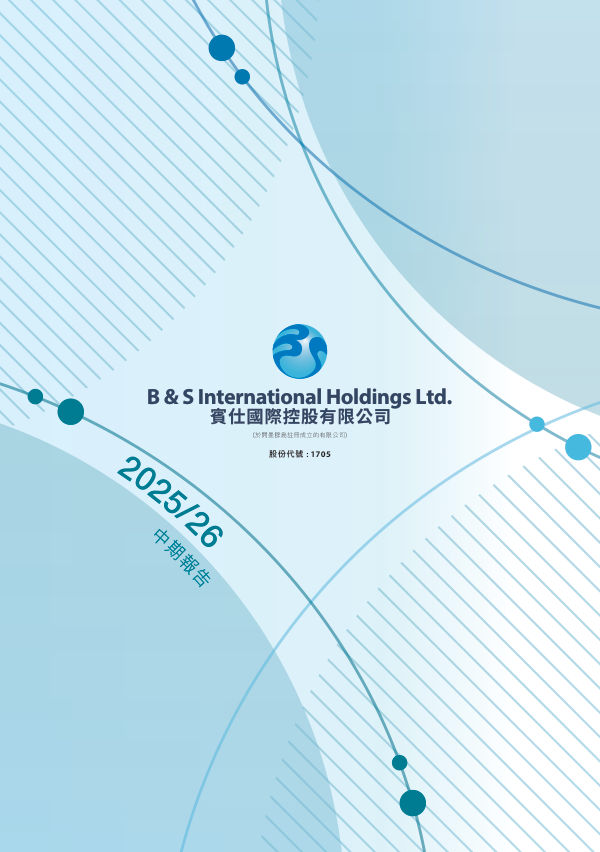 B & S International Holdings Ltd.
賓仕國際控股有限公司
(於開曼群島註冊成立的有限公司)
股份代號 : 1705
2025/26
中期報告